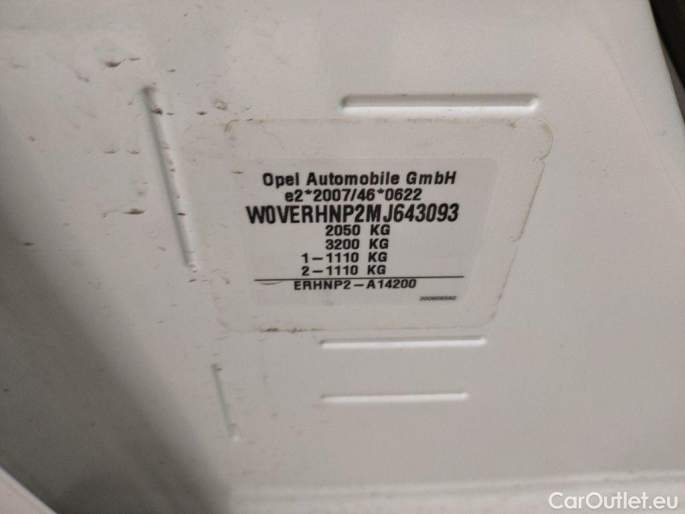 Opel Automobile GmbH
e2*2007/46*0622
W0VERHNP2MJ643093
2050 KG
3200 KG
1-1110 KG
2-1110 KG
ERHNP2-A14200
CarOutlet.eu